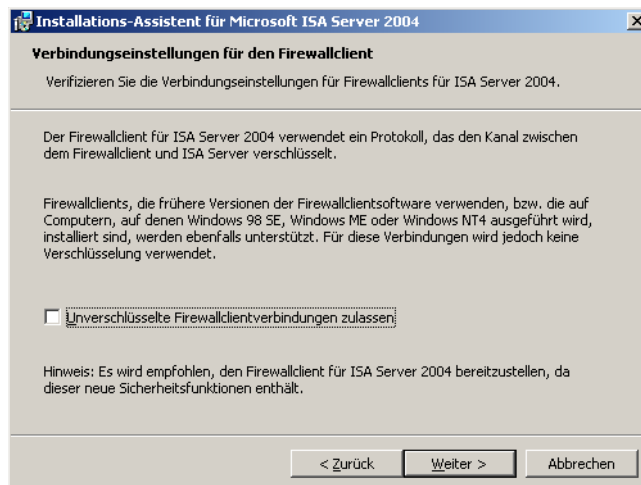 Installations-Assistent für Microsoft ISA Server 2004
Verbindungseinstellungen für den Firewallclient
Verifizieren Sie die Verbindungseinstellungen für Firewallclients für ISA Server 2004.
Der Firewallclient für ISA Server 2004 verwendet ein Protokoll, das den Kanal zwischen
dem Firewallclient und ISA Server verschlüsselt.
Firewallclients, die frühere Versionen der Firewallclientsoftware verwenden, bzw. die auf
Computern, auf denen Windows 98 SE, Windows ME oder Windows NT4 ausgeführt wird,
installiert sind, werden ebenfalls unterstützt. Für diese Verbindungen wird jedoch keine
Verschlüsselung verwendet.
Unverschlüsselte Firewallclientverbindungen zulassen
Hinweis: Es wird empfohlen, den Firewallclient für ISA Server 2004 bereitzustellen, da
dieser neue Sicherheitsfunktionen enthält.
< Zurück Weiter > Abbrechen